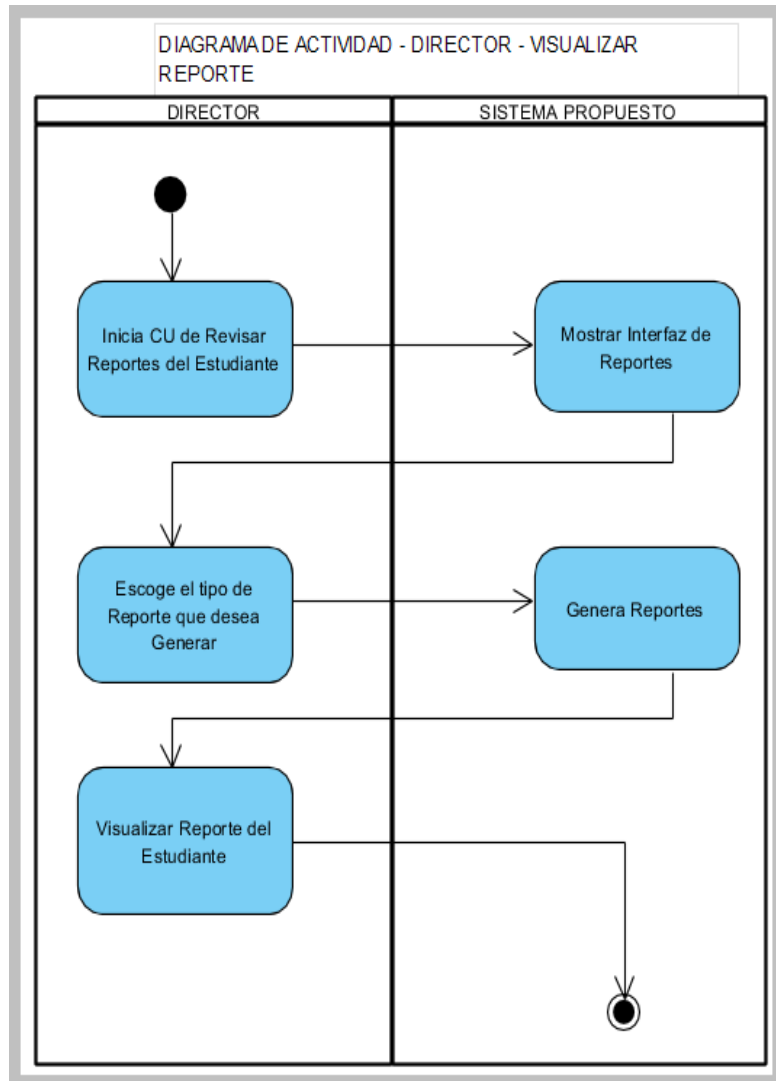 DIAGRAMA DE ACTIVIDAD - DIRECTOR - VISUALIZAR
REPORTE
DIRECTOR
SISTEMA PROPUESTO
Inicia CU de Revisar
Reportes del Estudiante
Mostrar Interfaz de
Reportes
Escoge el tipo de
Reporte que desea
Generar
Genera Reportes
Visualizar Reporte del
Estudiante